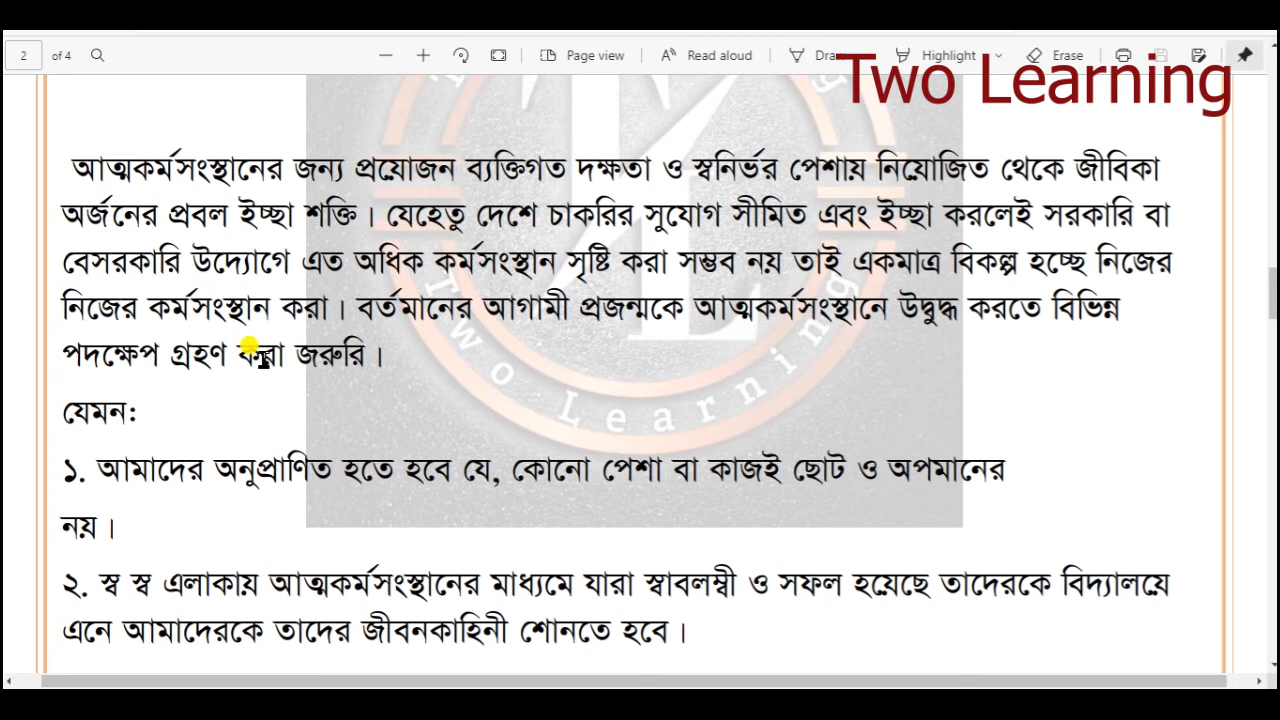 2 of 4 Page view Read aloud Highlight Erase
Two Learning
আত্মকর্মসংস্থানের জন্য প্রয়োজন ব্যক্তিগত দক্ষতা ও স্বনির্ভর পেশায় নিয়োজিত থেকে জীবিকা
অর্জনের প্রবল ইচ্ছা শক্তি। যেহেতু দেশে চাকরির সুযোগ সীমিত এবং ইচ্ছা করলেই সরকারি বা
বেসরকারি উদ্যোগে এত অধিক কর্মসংস্থান সৃষ্টি করা সম্ভব নয় তাই একমাত্র বিকল্প হচ্ছে নিজের
নিজের কর্মসংস্থান করা। বর্তমানের আগামী প্রজন্মকে আত্মকর্মসংস্থানে উদ্বুদ্ধ করতে বিভিন্ন
পদক্ষেপ গ্রহণ করা জরুরি।
যেমন:
১. আমাদের অনুপ্রাণিত হতে হবে যে, কোনো পেশা বা কাজই ছোট ও অপমানের
নয়।
২. স্ব স্ব এলাকায় আত্মকর্মসংস্থানের মাধ্যমে যারা স্বাবলম্বী ও সফল হয়েছে তাদেরকে বিদ্যালয়ে
এনে আমাদেরকে তাদের জীবনকাহিনী শোনতে হবে।
Two Learning